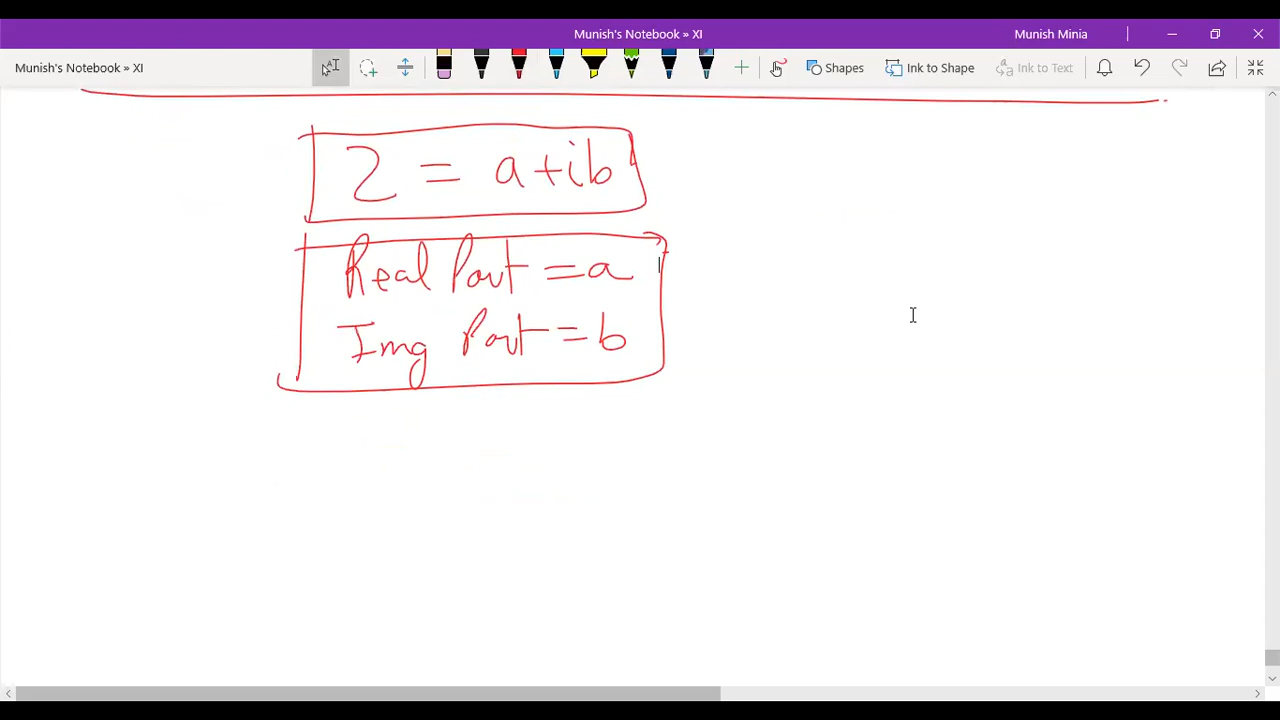 Munish's Notebook » XI
Munish Minia
Munish's Notebook » XI
Shapes
Ink to Shape
Ink to Text
Z = a+ib
Real Part = a
Img Part = b